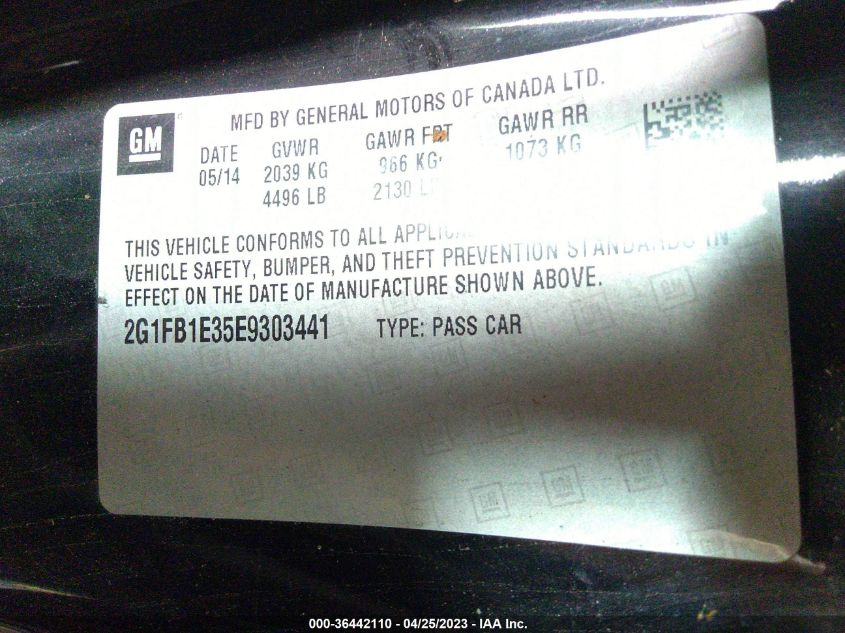 MFD BY GENERAL MOTORS OF CANADA LTD.
GM
DATE GVWR GAWR FRT GAWR RR
05/14 2039 KG 966 KG 1073 KG
4496 LB 2130
THIS VEHICLE CONFORMS TO ALL
VEHICLE SAFETY, BUMPER, AND THEFT PREVENTION STANDARDS IN
EFFECT ON THE DATE OF MANUFACTURE SHOWN ABOVE.
2G1FB1E35E9303441 TYPE: PASS CAR
000-36442110 - 04/25/2023 - IAA Inc.